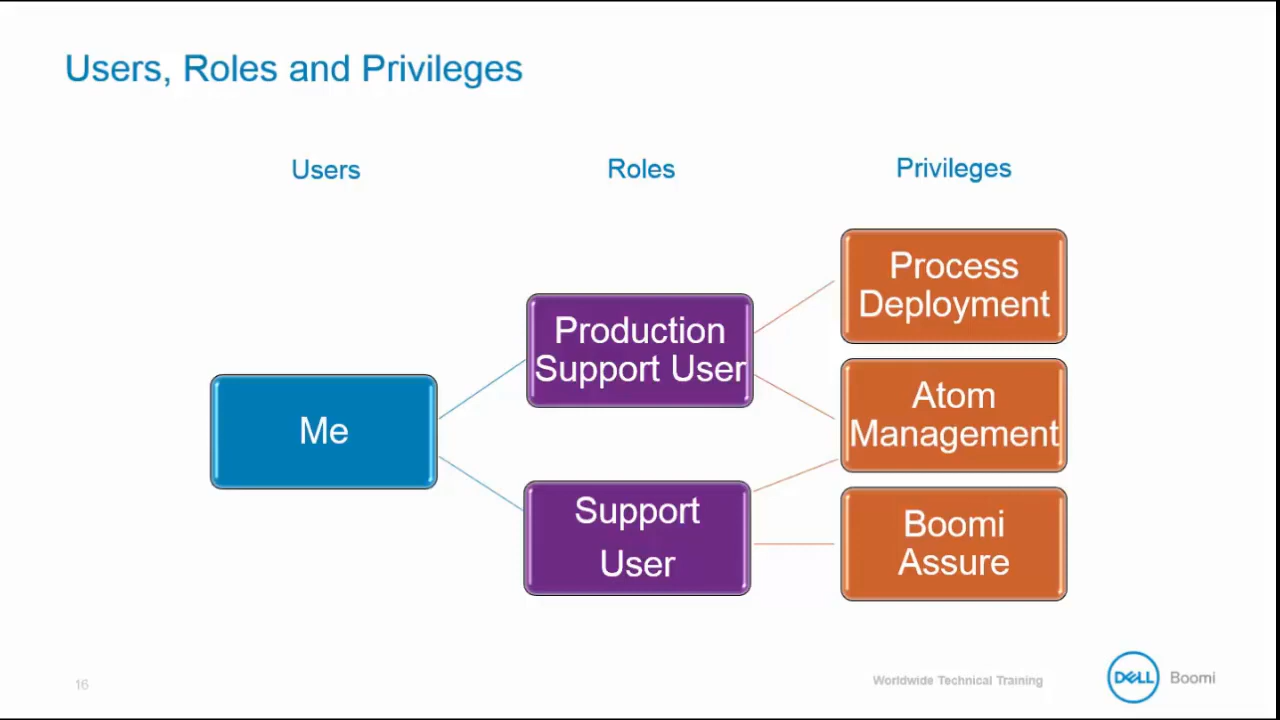 Users, Roles and Privileges
Users
Roles
Privileges
Me
Production
Support User
Support
User
Process
Deployment
Atom
Management
Boomi
Assure
16
Worldwide Technical Training
DELL
Boomi